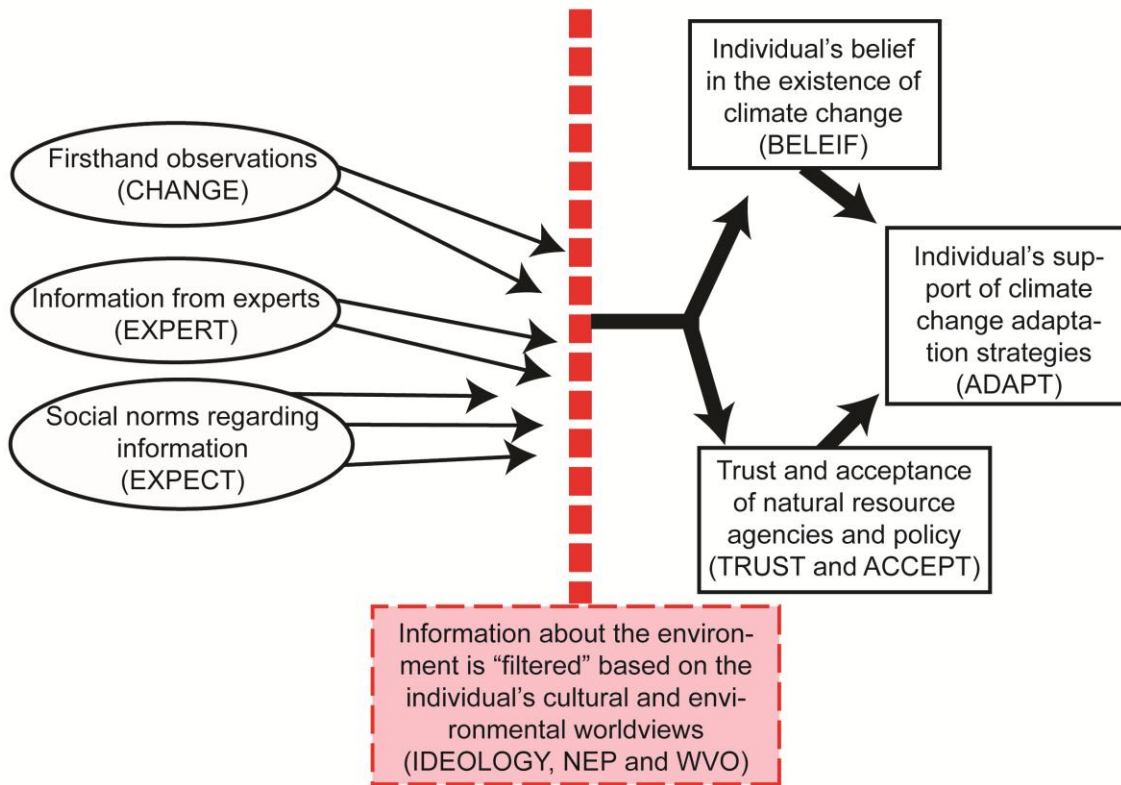 Firsthand observations
(CHANGE)
Information from experts
(EXPERT)
Social norms regarding
information
(EXPECT)
Information about the environ-
ment is “filtered” based on the
individual’s cultural and envi-
ronmental worldviews
(IDEOLOGY, NEP and WVO)
Individual’s belief
in the existence of
climate change
(BELEIF)
Individual’s sup-
port of climate
change adapta-
tion strategies
(ADAPT)
Trust and acceptance
of natural resource
agencies and policy
(TRUST and ACCEPT)